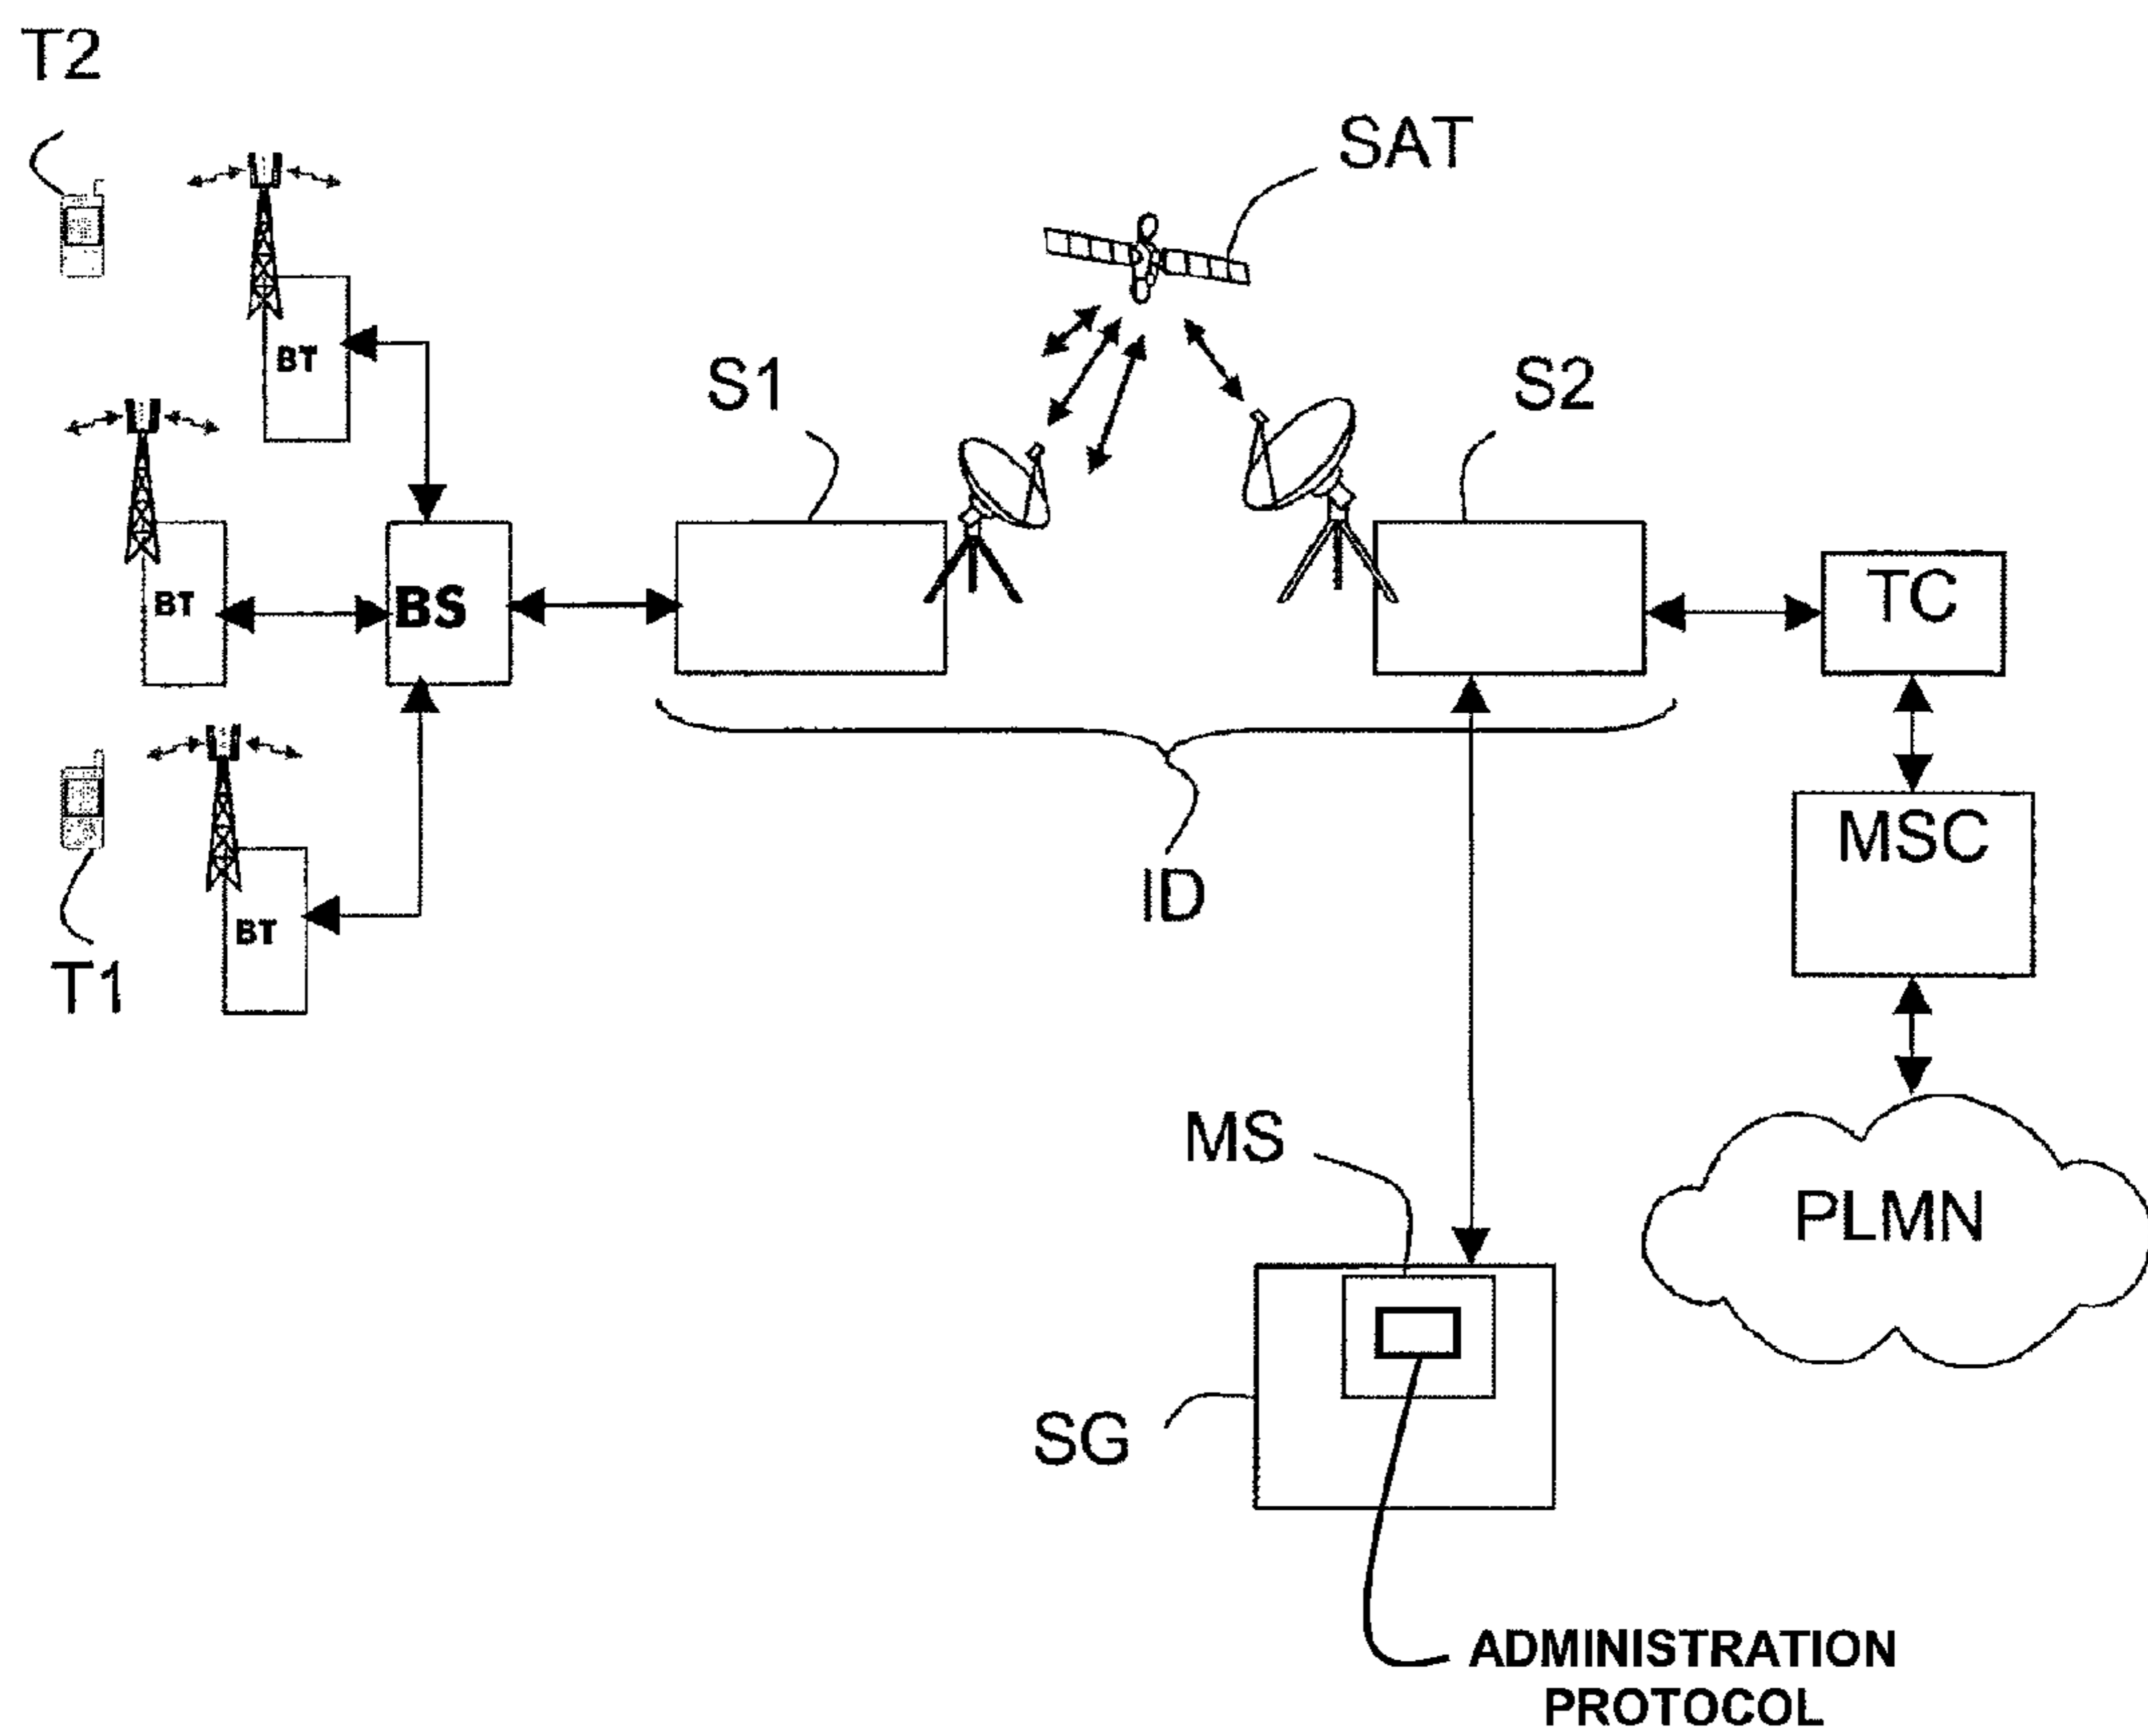 T2
SAT
BT
S1
S2
BT
BS
TC
MSC
ID
BT
T1
MS
PLMN
SG
ADMINISTRATION
PROTOCOL